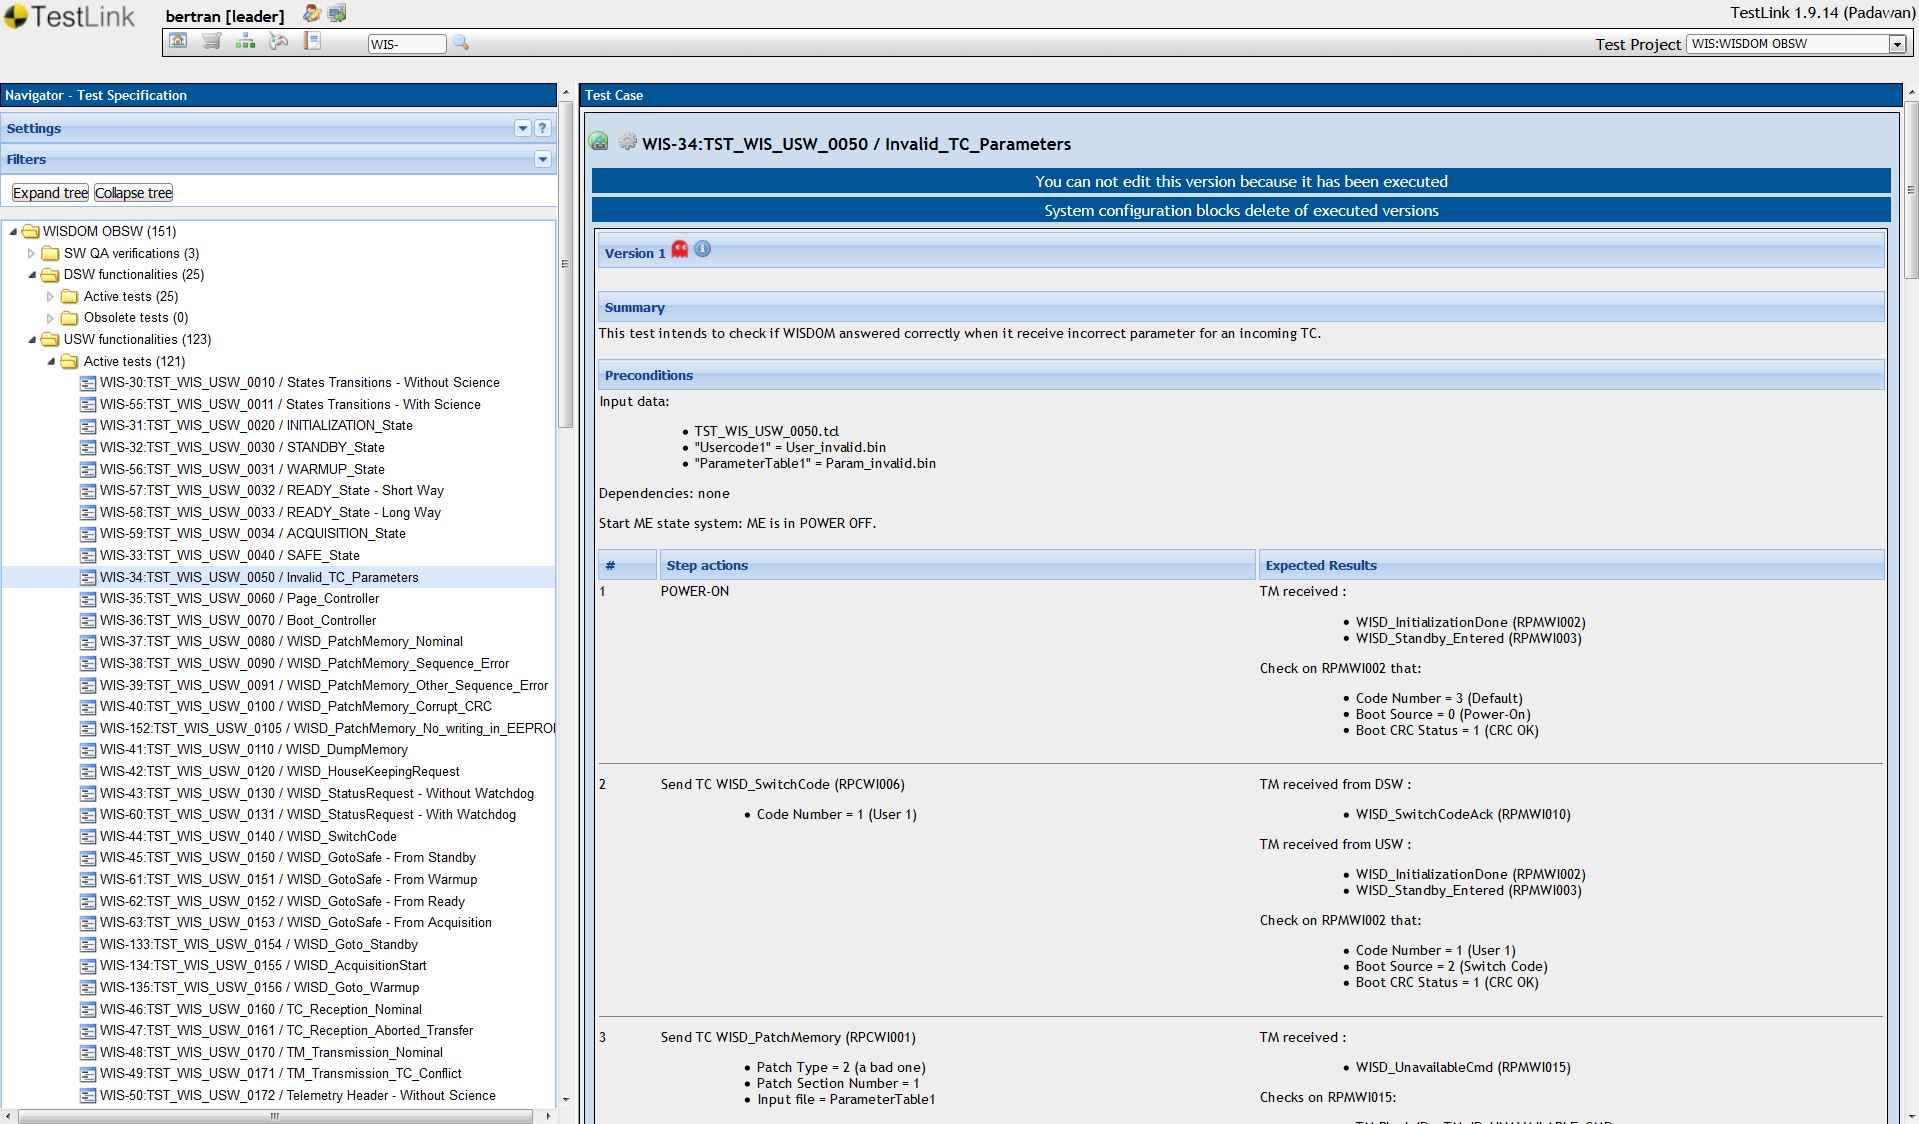 TestLink
bertran [leader]
TestLink 1.9.14 (Padawan)
WIS-
Test Project WIS:WISDOM OBSW
Navigator - Test Specification
Settings
?
Filters
Expand tree Collapse tree
WISDOM OBSW (151)
SW QA verifications (3)
DSW functionalities (25)
Active tests (25)
Obsolete tests (0)
USW functionalities (123)
Active tests (121)
WIS-30:TST_WIS_USW_0010 / States Transitions - Without Science
WIS-55:TST_WIS_USW_0011 / States Transitions - With Science
WIS-31:TST_WIS_USW_0020 / INITIALIZATION_State
WIS-32:TST_WIS_USW_0030 / STANDBY_State
WIS-56:TST_WIS_USW_0031 / WARMUP_State
WIS-57:TST_WIS_USW_0032 / READY_State - Short Way
WIS-58:TST_WIS_USW_0033 / READY_State - Long Way
WIS-59:TST_WIS_USW_0034 / ACQUISITION_State
WIS-33:TST_WIS_USW_0040 / SAFE_State
WIS-34:TST_WIS_USW_0050 / Invalid_TC_Parameters
WIS-35:TST_WIS_USW_0060 / Page_Controller
WIS-36:TST_WIS_USW_0070 / Boot_Controller
WIS-37:TST_WIS_USW_0080 / WISD_PatchMemory_Nominal
WIS-38:TST_WIS_USW_0090 / WISD_PatchMemory_Sequence_Error
WIS-39:TST_WIS_USW_0091 / WISD_PatchMemory_Other_Sequence_Error
WIS-40:TST_WIS_USW_0100 / WISD_PatchMemory_Corrupt_CRC
WIS-152:TST_WIS_USW_0105 / WISD_PatchMemory_No_writing_in_EEPRO
WIS-41:TST_WIS_USW_0110 / WISD_DumpMemory
WIS-42:TST_WIS_USW_0120 / WISD_HouseKeepingRequest
WIS-43:TST_WIS_USW_0130 / WISD_StatusRequest - Without Watchdog
WIS-60:TST_WIS_USW_0131 / WISD_StatusRequest - With Watchdog
WIS-44:TST_WIS_USW_0140 / WISD_SwitchCode
WIS-45:TST_WIS_USW_0150 / WISD_GotoSafe - From Standby
WIS-61:TST_WIS_USW_0151 / WISD_GotoSafe - From Warmup
WIS-62:TST_WIS_USW_0152 / WISD_GotoSafe - From Ready
WIS-63:TST_WIS_USW_0153 / WISD_GotoSafe - From Acquisition
WIS-133:TST_WIS_USW_0154 / WISD_Goto_Standby
WIS-134:TST_WIS_USW_0155 / WISD_AcquisitionStart
WIS-135:TST_WIS_USW_0156 / WISD_Goto_Warmup
WIS-46:TST_WIS_USW_0160 / TC_Reception_Nominal
WIS-47:TST_WIS_USW_0161 / TC_Reception_Aborted_Transfer
WIS-48:TST_WIS_USW_0170 / TM_Transmission_Nominal
WIS-49:TST_WIS_USW_0171 / TM_Transmission_TC_Conflict
WIS-50:TST_WIS_USW_0172 / Telemetry Header - Without Science
Test Case
WIS-34:TST_WIS_USW_0050 / Invalid_TC_Parameters
You can not edit this version because it has been executed
System configuration blocks delete of executed versions
Version 1
Summary
This test intends to check if WISDOM answered correctly when it receive incorrect parameter for an incoming TC.
Preconditions
Input data:
• TST_WIS_USW_0050.tcl
• "Usercode1" = User_invalid.bin
• "ParameterTable1" = Param_invalid.bin
Dependencies: none
Start ME state system: ME is in POWER OFF.
# Step actions Expected Results
1 POWER-ON TM received :
• WISD_InitializationDone (RPMWI002)
• WISD_Standby_Entered (RPMWI003)
Check on RPMWI002 that:
• Code Number = 3 (Default)
• Boot Source = 0 (Power-On)
• Boot CRC Status = 1 (CRC OK)
2 Send TC WISD_SwitchCode (RPCWI006) TM received from DSW :
• Code Number = 1 (User 1) • WISD_SwitchCodeAck (RPMWI010)
TM received from USW :
• WISD_InitializationDone (RPMWI002)
• WISD_Standby_Entered (RPMWI003)
Check on RPMWI002 that:
• Code Number = 1 (User 1)
• Boot Source = 2 (Switch Code)
• Boot CRC Status = 1 (CRC OK)
3 Send TC WISD_PatchMemory (RPCWI001) TM received :
• Patch Type = 2 (a bad one) • WISD_UnavailableCmd (RPMWI015)
• Patch Section Number = 1
• Input file = ParameterTable1 Checks on RPMWI015: